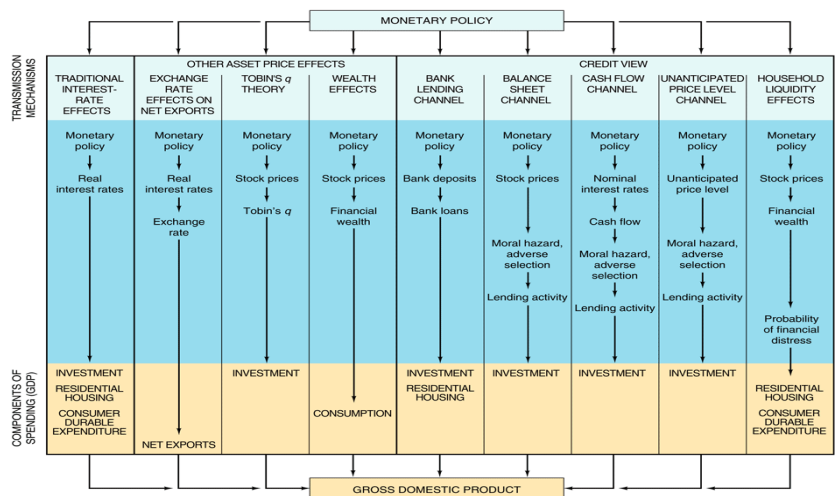 MONETARY POLICY
TRANSMISSION
MECHANISMS
OTHER ASSET PRICE EFFECTS
CREDIT VIEW
TRADITIONAL
INTEREST-
RATE
EFFECTS
EXCHANGE
RATE
EFFECTS ON
NET EXPORTS
TOBIN'S q
THEORY
WEALTH
EFFECTS
BANK
LENDING
CHANNEL
BALANCE
SHEET
CHANNEL
CASH FLOW
CHANNEL
UNANTICIPATED
PRICE LEVEL
CHANNEL
HOUSEHOLD
LIQUIDITY
EFFECTS
Monetary
policy
Real
interest rates
Monetary
policy
Real
interest rates
Exchange
rate
Monetary
policy
Stock prices
Tobin's q
Monetary
policy
Stock prices
Financial
wealth
Monetary
policy
Bank deposits
Bank loans
Monetary
policy
Stock prices
Moral hazard,
adverse
selection
Lending activity
Monetary
policy
Nominal
interest rates
Cash flow
Moral hazard,
adverse
selection
Lending activity
Monetary
policy
Unanticipated
price level
Moral hazard,
adverse
selection
Lending activity
Monetary
policy
Stock prices
Financial
wealth
Probability
of financial
distress
COMPONENTS OF
SPENDING (GDP)
INVESTMENT
RESIDENTIAL
HOUSING
CONSUMER
DURABLE
EXPENDITURE
NET EXPORTS
INVESTMENT
CONSUMPTION
INVESTMENT
RESIDENTIAL
HOUSING
INVESTMENT
INVESTMENT
INVESTMENT
RESIDENTIAL
HOUSING
CONSUMER
DURABLE
EXPENDITURE
GROSS DOMESTIC PRODUCT